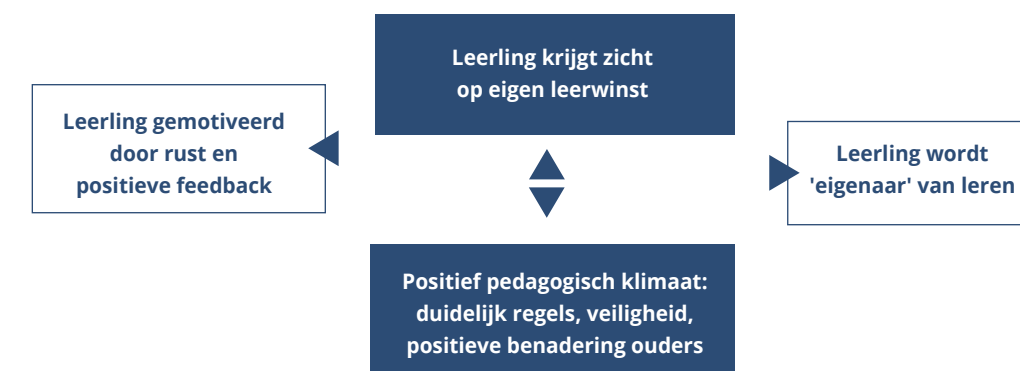 Leerling krijgt zicht
op eigen leerwinst
Leerling gemotiveerd
door rust en
positieve feedback
Leerling wordt
'eigenaar' van leren
Positief pedagogisch klimaat:
duidelijk regels, veiligheid,
positieve benadering ouders